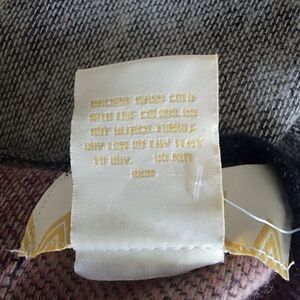 MACHINE WASH COLD
WITH LIKE COLORS. DO
NOT BLEACH. TUMBLE
DRY LOW OR LAY FLAT
TO DRY. DO NOT
IRON